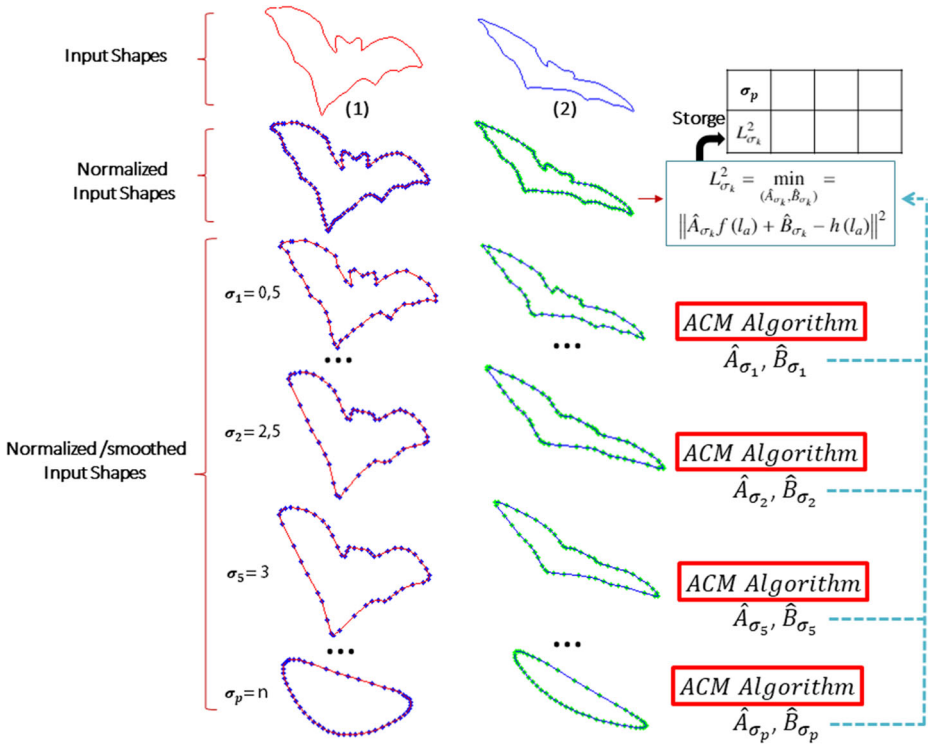 Input Shapes
(1)
(2)
Normalized
Input Shapes
Storge
σₚ
L²σₖ
L²σₖ = min =
(Âσₖ,B̂σₖ)
‖Âσₖ f(lₐ) + B̂σₖ − h(lₐ)‖²
Normalized/smoothed
Input Shapes
σ₁ = 0,5
...
...
ACM Algorithm
Âσ₁, B̂σ₁
σ₂ = 2,5
ACM Algorithm
Âσ₂, B̂σ₂
σ₅ = 3
...
...
ACM Algorithm
Âσ₅, B̂σ₅
σₚ=n
ACM Algorithm
Âσₚ, B̂σₚ